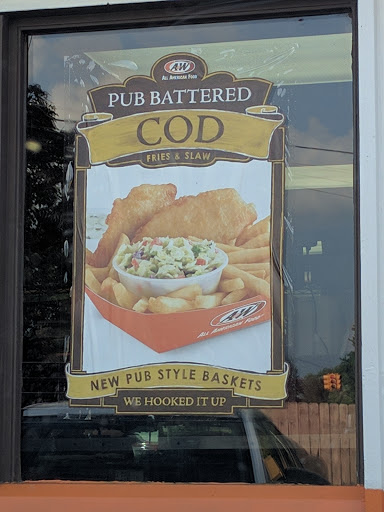 A&W
ALL AMERICAN FOOD
PUB BATTERED
COD
FRIES & SLAW
A&W
ALL AMERICAN FOOD
NEW PUB STYLE BASKETS
WE HOOKED IT UP